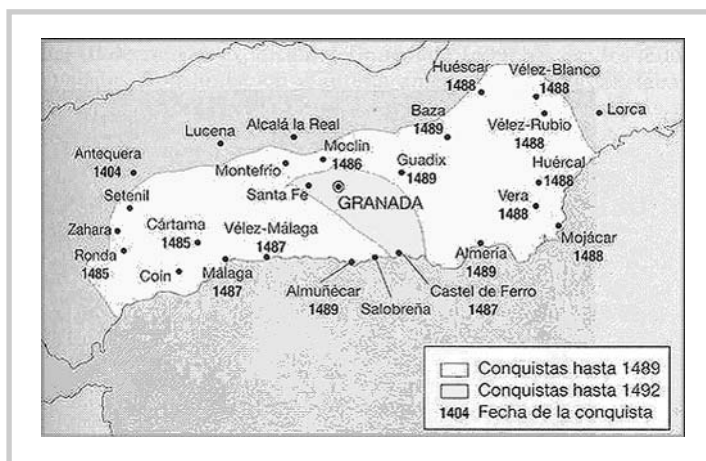 Huéscar
1488
Vélez-Blanco
1488
Baza
1489
Lorca
Alcalá la Real
Lucena
Vélez-Rubio
1488
Moclín
1486
Antequera
1404
Montefrío
Guadix
1489
Huércal
1488
Setenil
Santa Fe
GRANADA
Vera
1488
Zahara
Cártama
1485
Vélez-Málaga
1487
Ronda
1485
Mojácar
1488
Almería
1489
Coín
Málaga
1487
Almuñécar
1489
Salobreña
Castel de Ferro
1487
Conquistas hasta 1489
Conquistas hasta 1492
1404 Fecha de la conquista